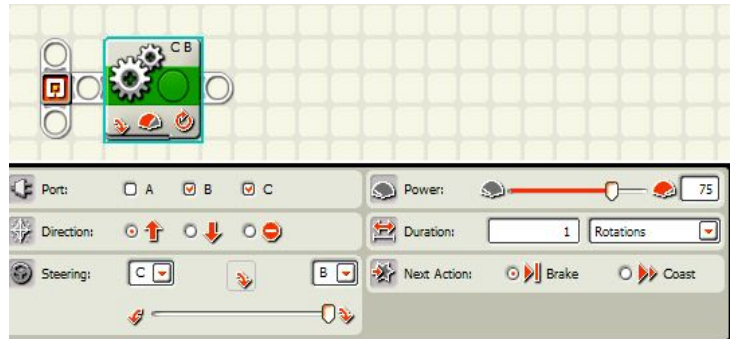 C B
Port: A B C
Power: 75
Direction:
Duration: 1 Rotations
Steering: C B
Next Action: Brake Coast